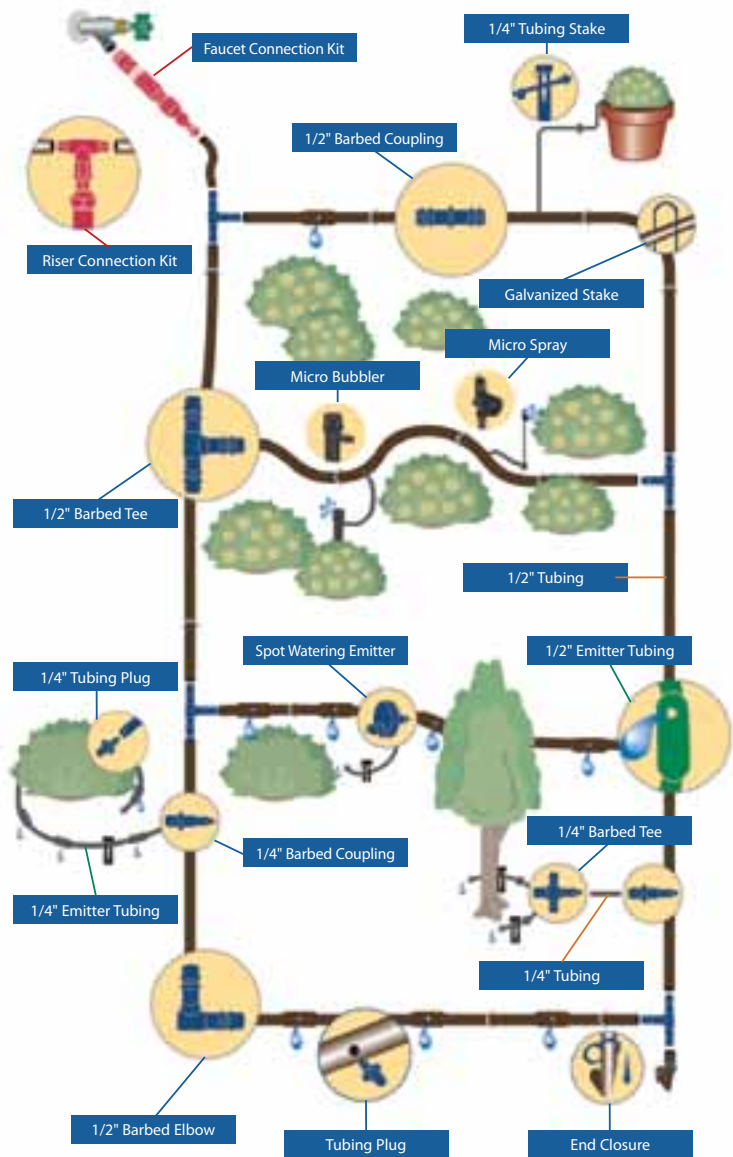 Faucet Connection Kit
1/4" Tubing Stake
1/2" Barbed Coupling
Riser Connection Kit
Galvanized Stake
Micro Spray
Micro Bubbler
1/2" Barbed Tee
1/2" Tubing
Spot Watering Emitter
1/2" Emitter Tubing
1/4" Tubing Plug
1/4" Barbed Tee
1/4" Barbed Coupling
1/4" Emitter Tubing
1/4" Tubing
1/2" Barbed Elbow
Tubing Plug
End Closure